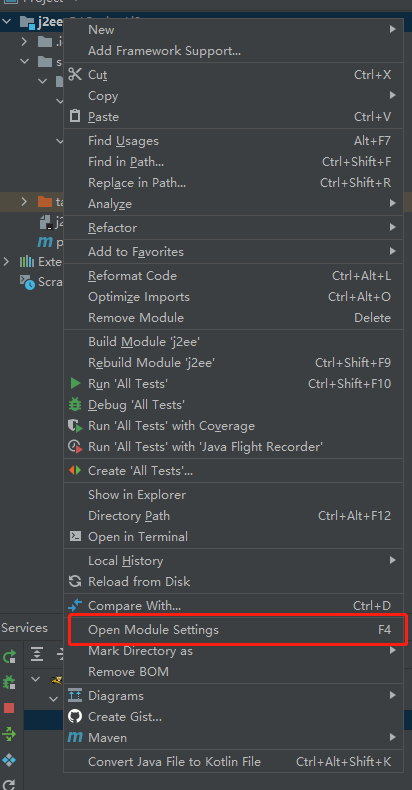 Project
j2ee
New
Add Framework Support...
Cut Ctrl+X
Copy
Paste Ctrl+V
Find Usages Alt+F7
Find in Path... Ctrl+Shift+F
Replace in Path... Ctrl+Shift+R
Analyze
Refactor
Add to Favorites
Reformat Code Ctrl+Alt+L
Optimize Imports Ctrl+Alt+O
Remove Module Delete
Build Module 'j2ee'
Rebuild Module 'j2ee' Ctrl+Shift+F9
Run 'All Tests' Ctrl+Shift+F10
Debug 'All Tests'
Run 'All Tests' with Coverage
Run 'All Tests' with 'Java Flight Recorder'
Create 'All Tests'...
Show in Explorer
Directory Path Ctrl+Alt+F12
Open in Terminal
Local History
Reload from Disk
Compare With... Ctrl+D
Services
Open Module Settings F4
Mark Directory as
Remove BOM
Diagrams
Create Gist...
Maven
Convert Java File to Kotlin File Ctrl+Alt+Shift+K